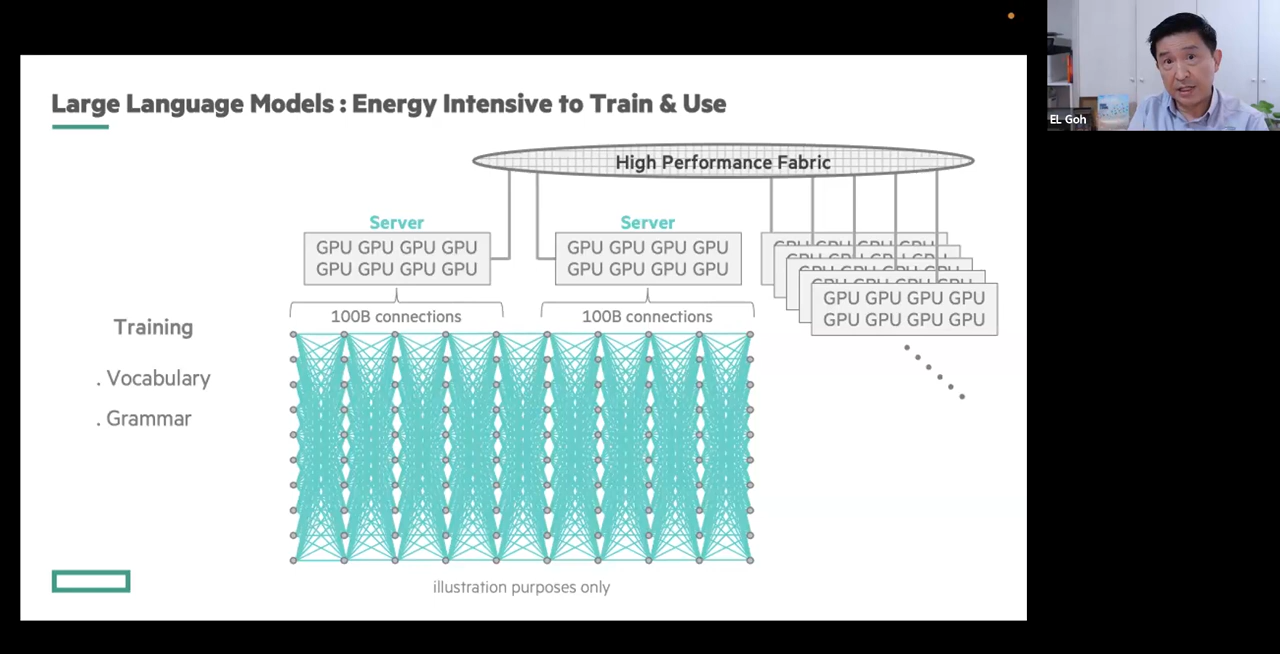 Large Language Models : Energy Intensive to Train & Use
EL Goh
High Performance Fabric
Server
Server
GPU GPU GPU GPU
GPU GPU GPU GPU
GPU GPU GPU GPU
GPU GPU GPU GPU
GPU GPU GPU GPU
GPU GPU GPU GPU
100B connections
100B connections
Training
. Vocabulary
. Grammar
illustration purposes only